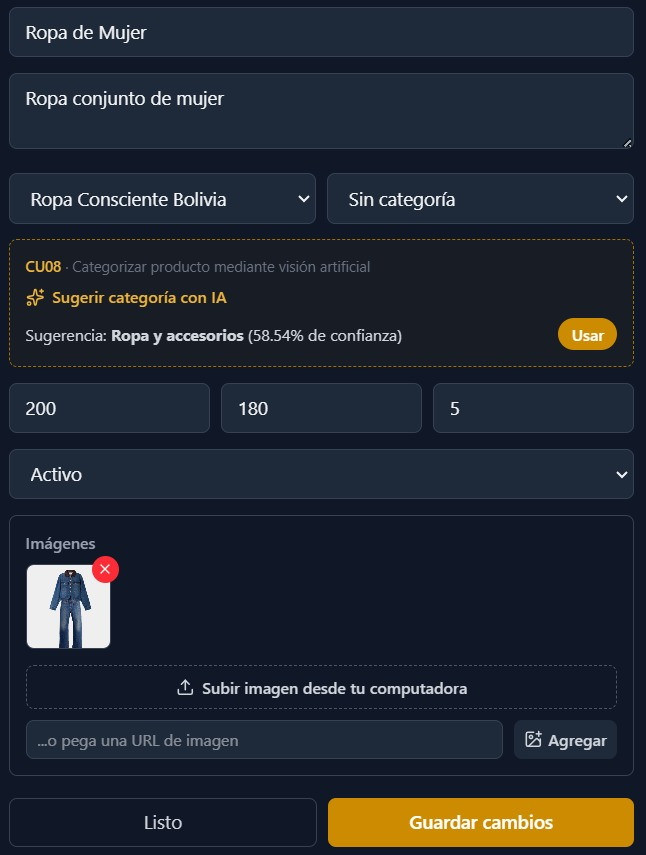 Ropa de Mujer
Ropa conjunto de mujer
Ropa Consciente Bolivia
Sin categoría
CU08 · Categorizar producto mediante visión artificial
Sugerir categoría con IA
Sugerencia: Ropa y accesorios (58.54% de confianza)
Usar
200
180
5
Activo
Imágenes
Subir imagen desde tu computadora
...o pega una URL de imagen
Agregar
Listo
Guardar cambios